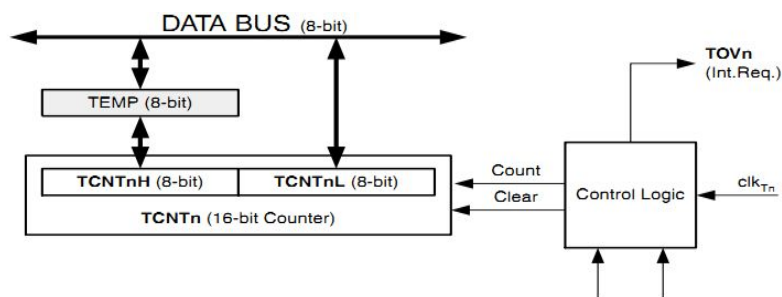 DATA BUS (8-bit)
TOVn
(Int.Req.)
TEMP (8-bit)
TCNTnH (8-bit) TCNTnL (8-bit)
TCNTn (16-bit Counter)
Count
Clear
Control Logic
clkTn